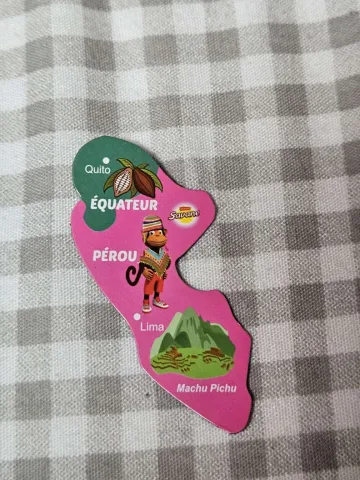 Quito
ÉQUATEUR
Savane
PÉROU
Lima
Machu Pichu